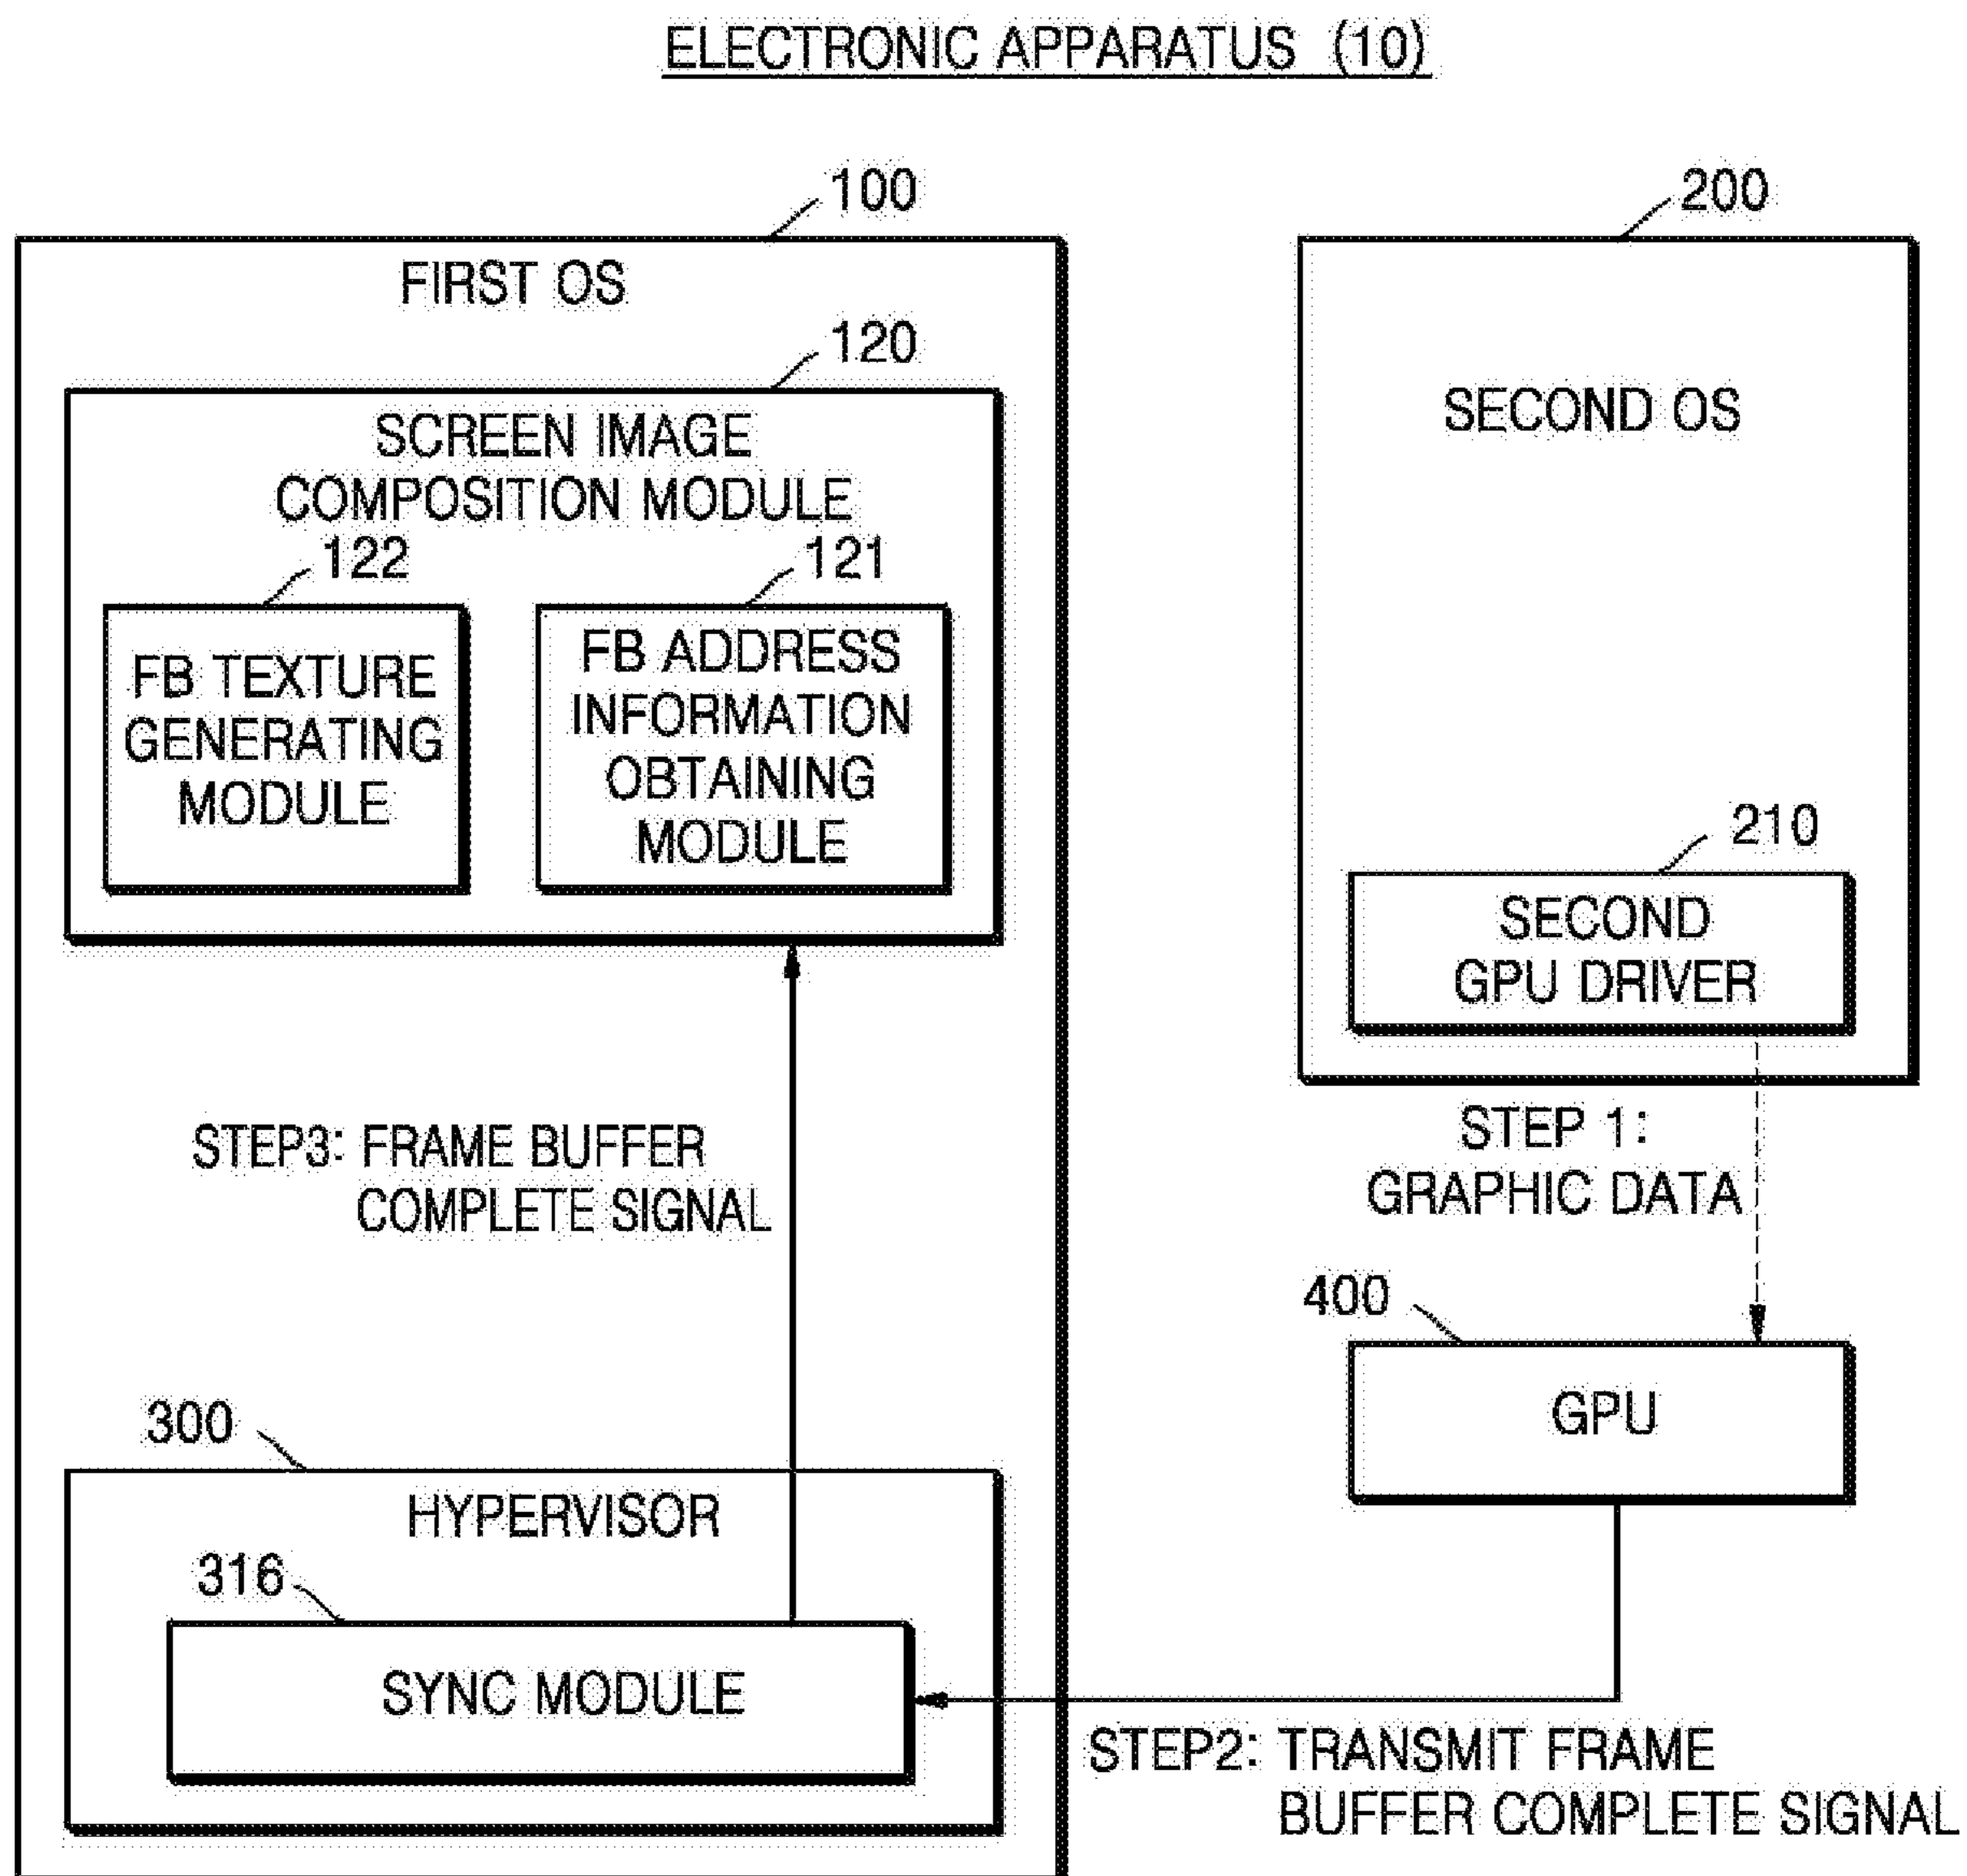 ELECTRONIC APPARATUS (10)
100
FIRST OS
120
SCREEN IMAGE
COMPOSITION MODULE
122
FB TEXTURE
GENERATING
MODULE
121
FB ADDRESS
INFORMATION
OBTAINING
MODULE
200
SECOND OS
210
SECOND
GPU DRIVER
STEP 1:
GRAPHIC DATA
400
GPU
STEP3: FRAME BUFFER
COMPLETE SIGNAL
300
HYPERVISOR
316
SYNC MODULE
STEP2: TRANSMIT FRAME
BUFFER COMPLETE SIGNAL